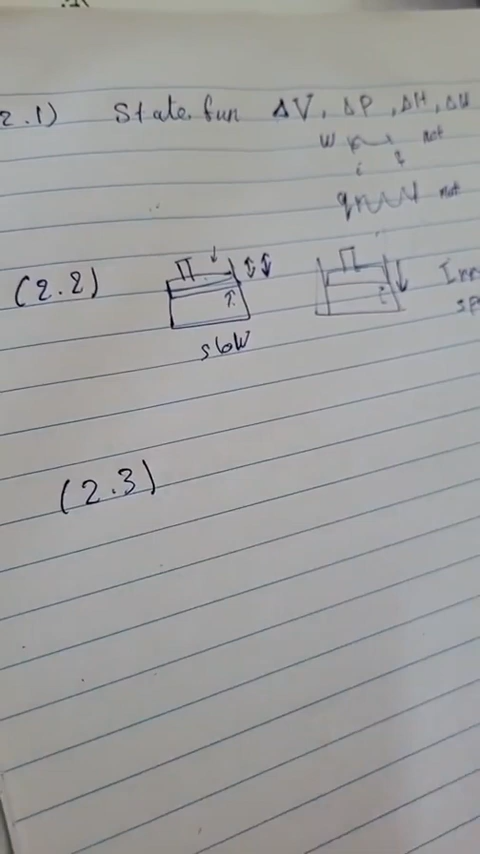 2.1) State fun ΔV, ΔP, ΔH, ΔU
w not
q not
(2.2)
slow
(2.3)